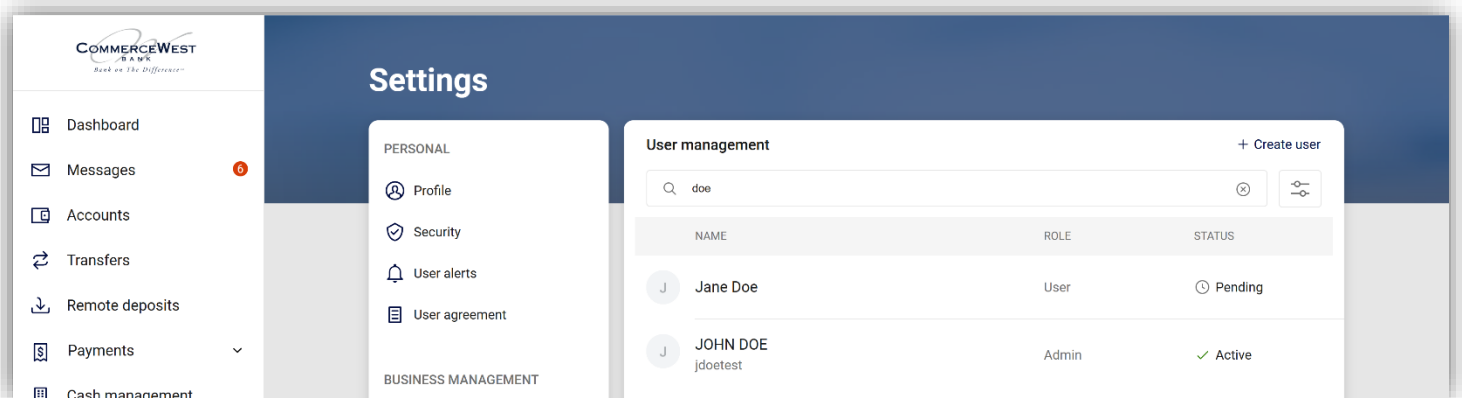 COMMERCEWEST
BANK
Bank on The Difference
Dashboard
Messages
6
Accounts
Transfers
Remote deposits
Payments
Cash management
Settings
PERSONAL
Profile
Security
User alerts
User agreement
BUSINESS MANAGEMENT
User management
+ Create user
doe
NAME ROLE STATUS
J Jane Doe User Pending
J JOHN DOE Admin Active
jdoetest